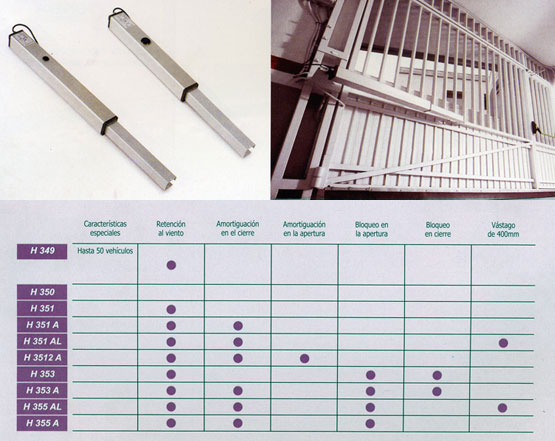 Características especiales
Retención al viento
Amortiguación en el cierre
Amortiguación en la apertura
Bloqueo en la apertura
Bloqueo en cierre
Vástago de 400mm
H 349 Hasta 50 vehículos
H 350
H 351
H 351 A
H 351 AL
H 3512 A
H 353
H 353 A
H 355 AL
H 355 A